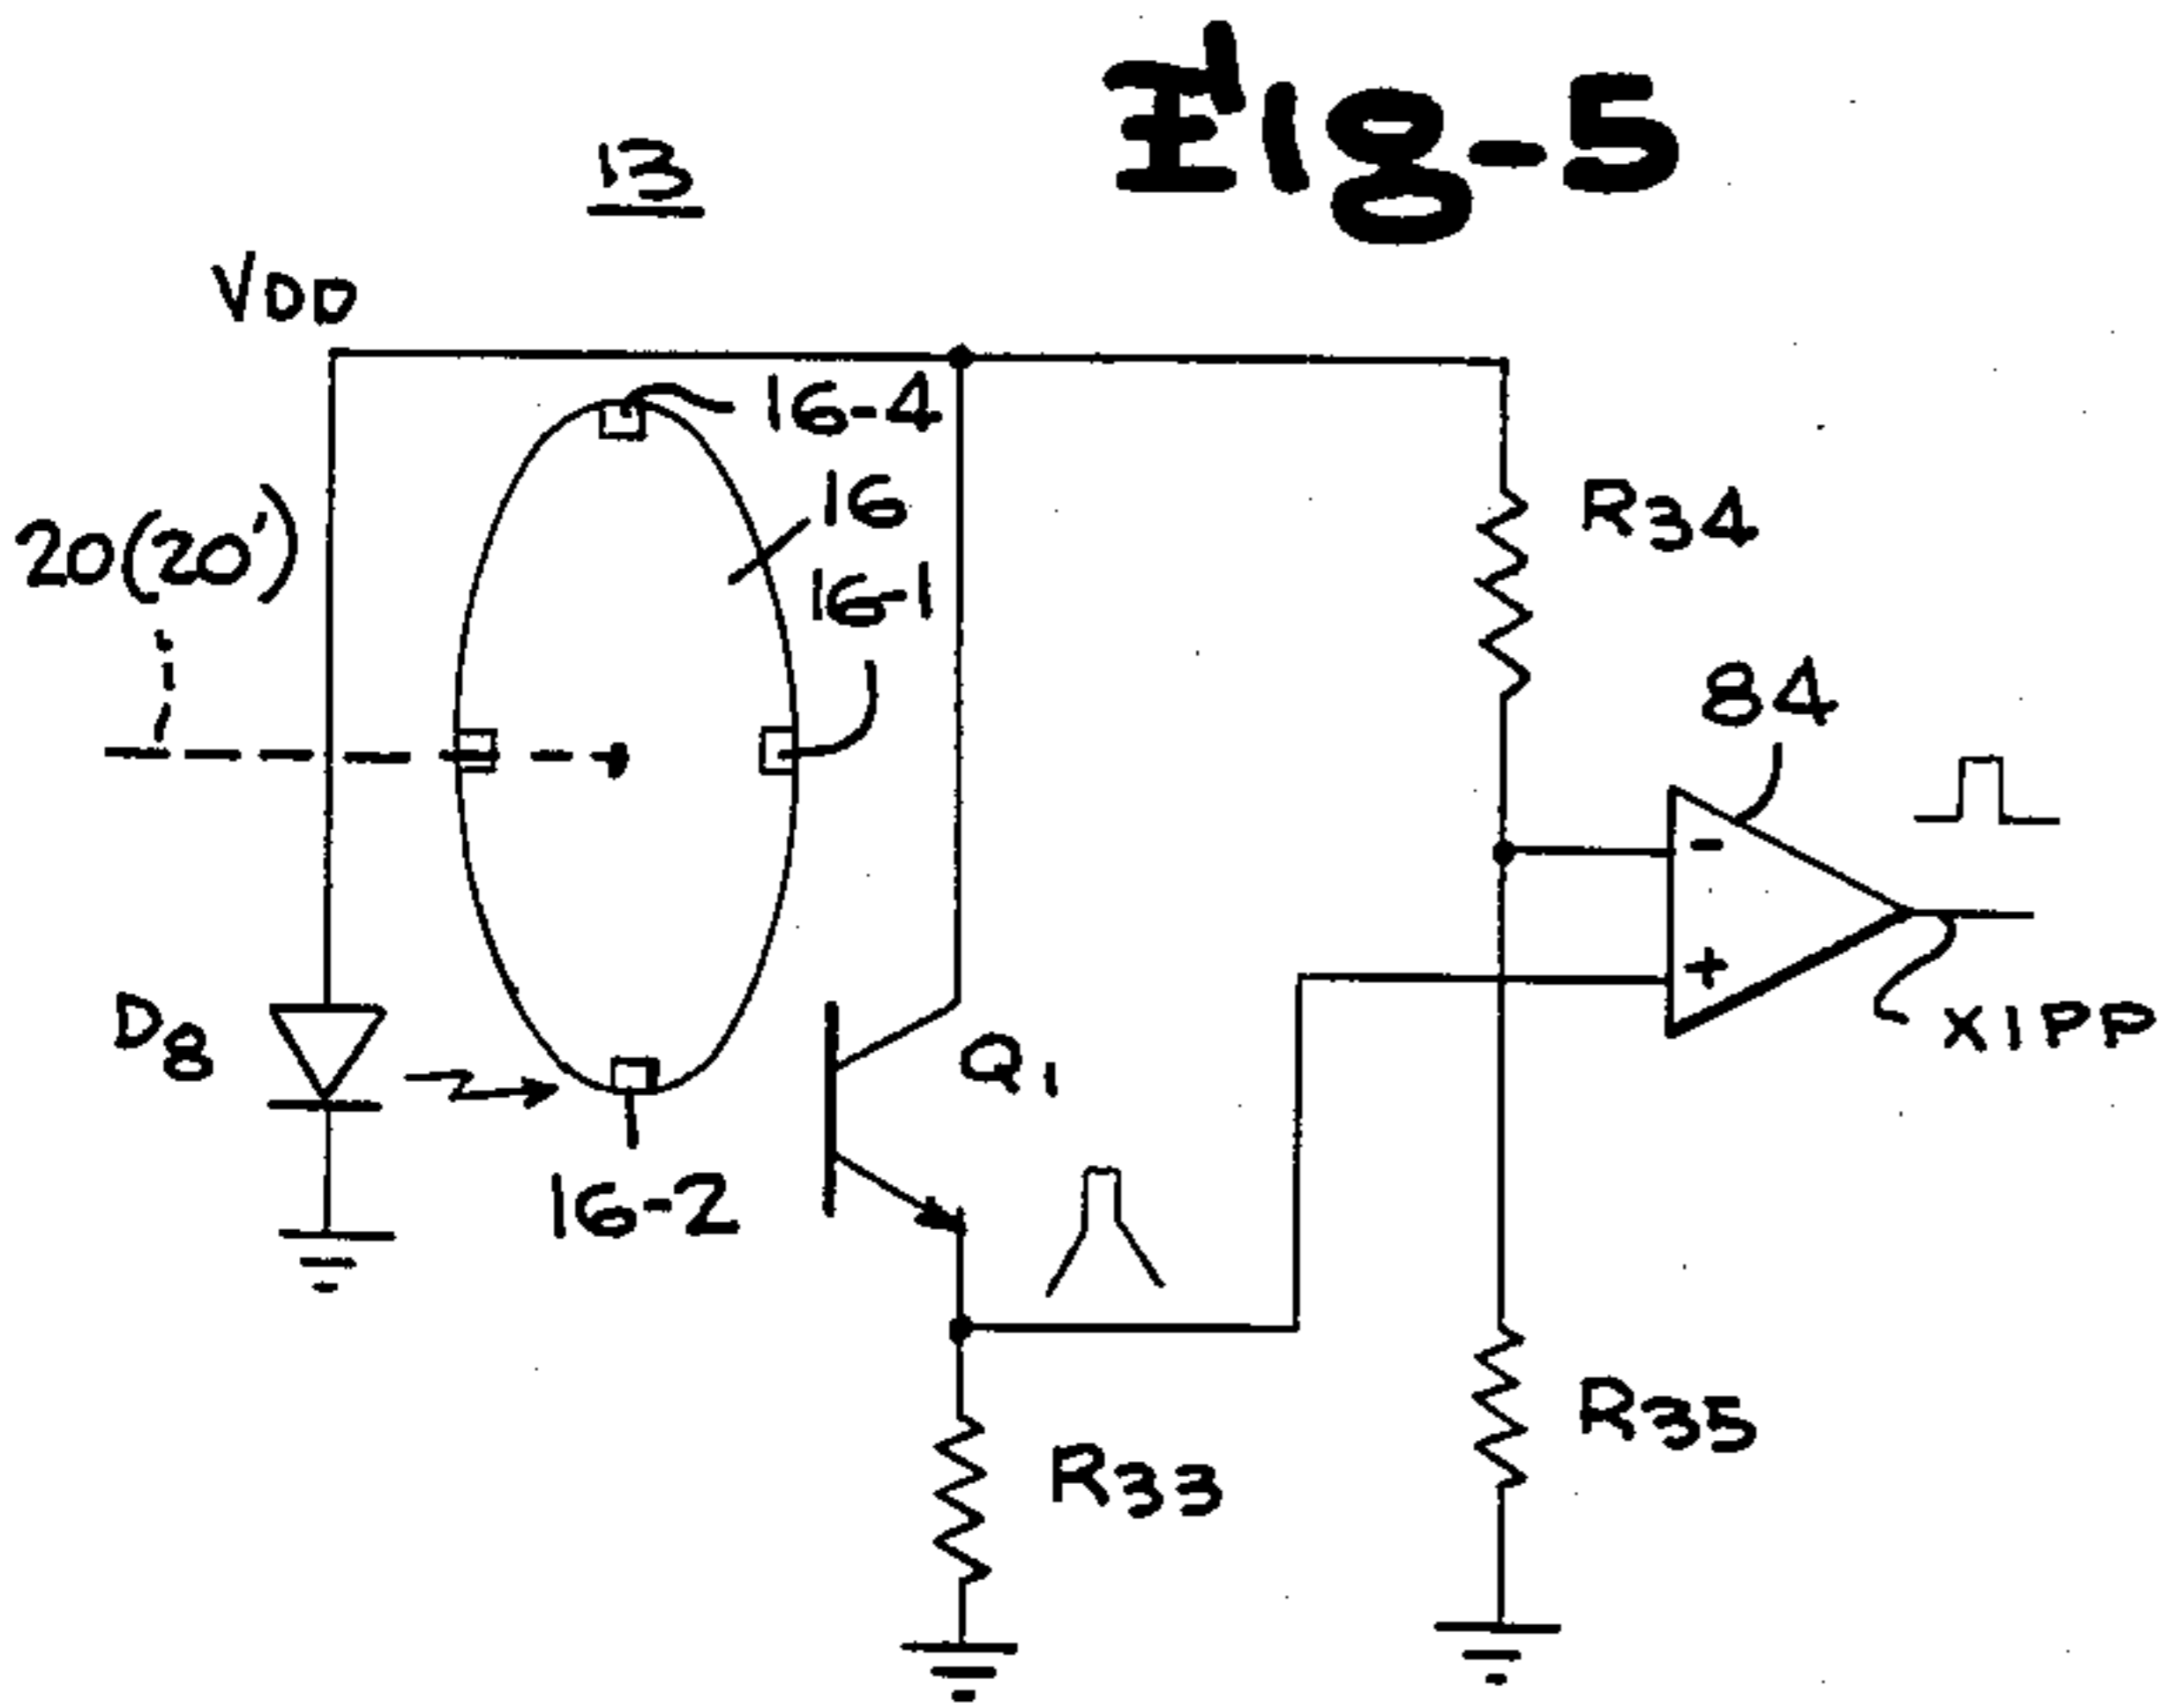 Fig-5
13
VDD
16-4
16
20(20')
16-1
R34
84
-
+
D8
Q1
X1PP
16-2
R35
R33